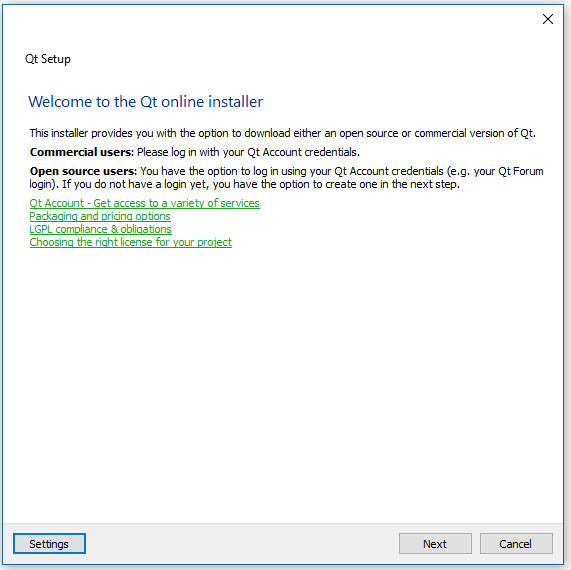 Qt Setup
Welcome to the Qt online installer
This installer provides you with the option to download either an open source or commercial version of Qt.
Commercial users: Please log in with your Qt Account credentials.
Open source users: You have the option to log in using your Qt Account credentials (e.g. your Qt Forum
login). If you do not have a login yet, you have the option to create one in the next step.
Qt Account - Get access to a variety of services
Packaging and pricing options
LGPL compliance & obligations
Choosing the right license for your project
Settings Next Cancel